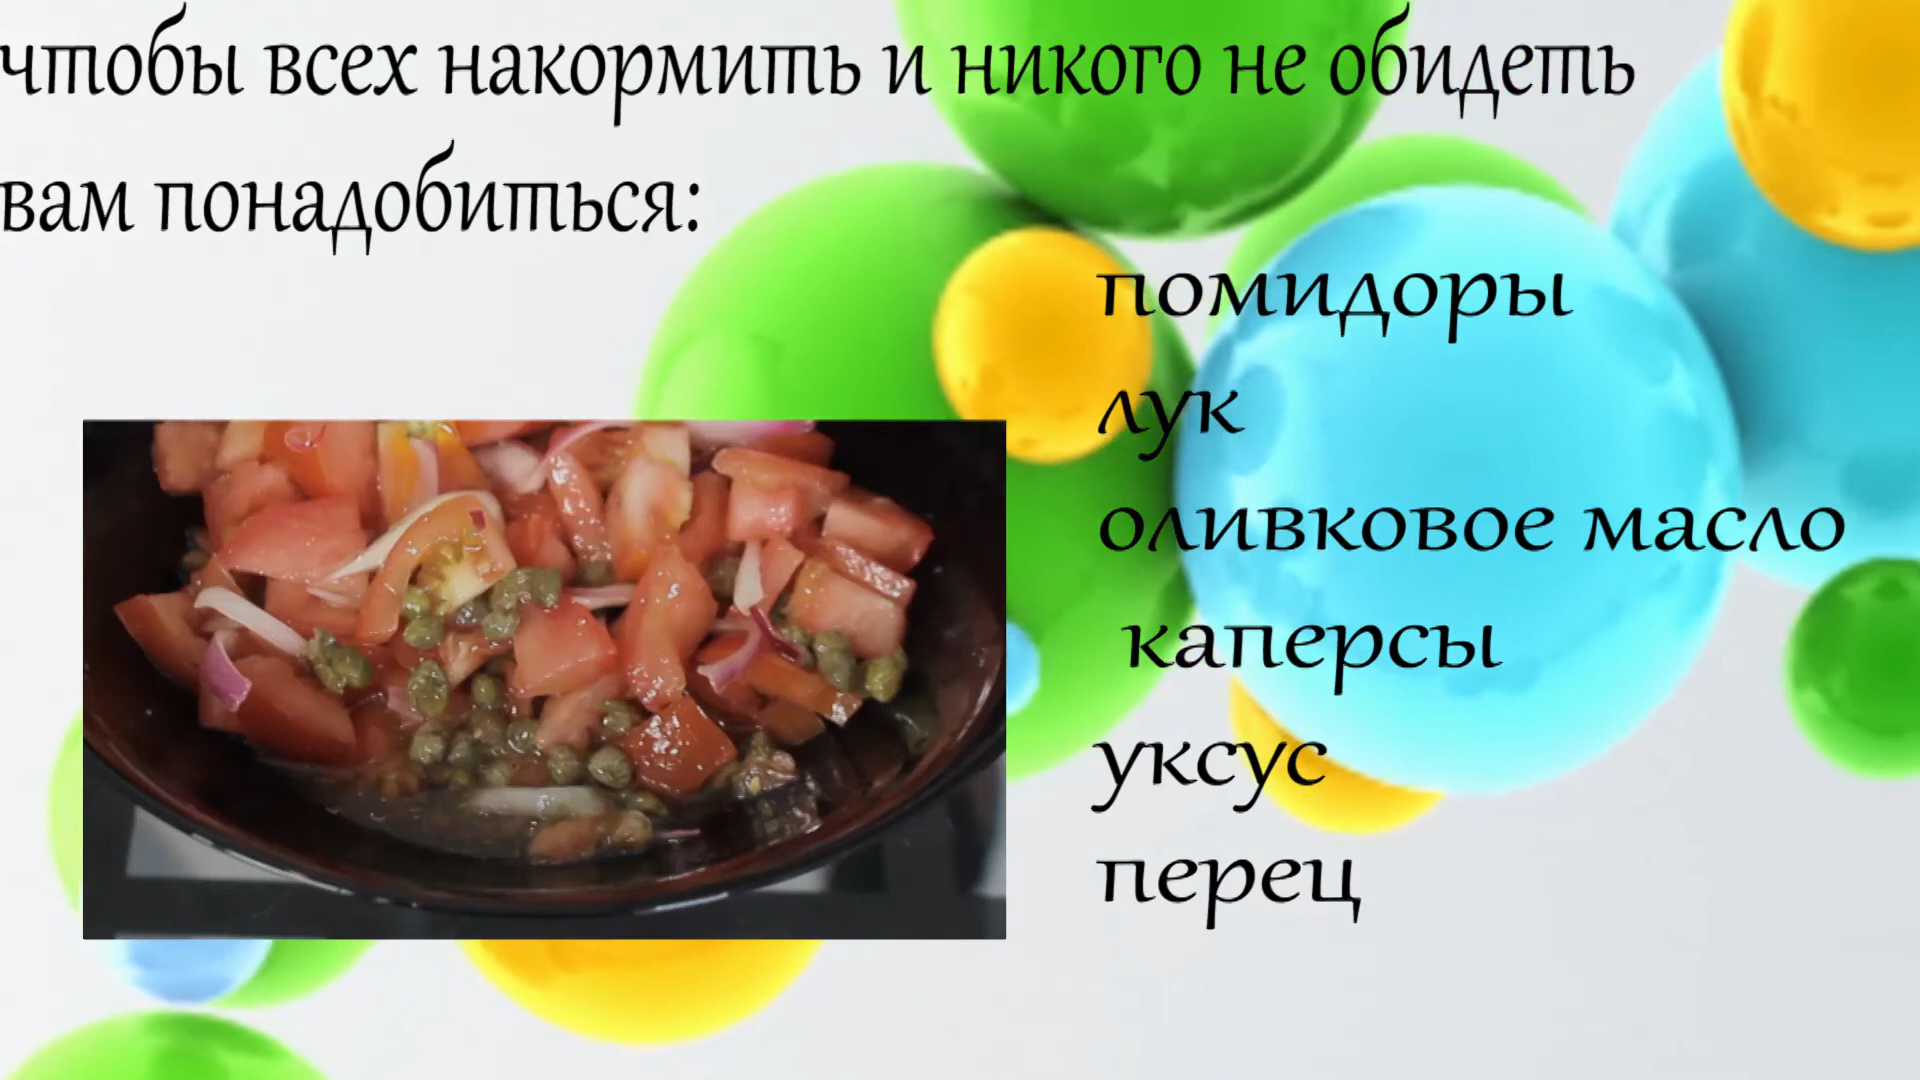 чтобы всех накормить и никого не обидеть
вам понадобиться:
помидоры
лук
оливковое масло
каперсы
уксус
перец